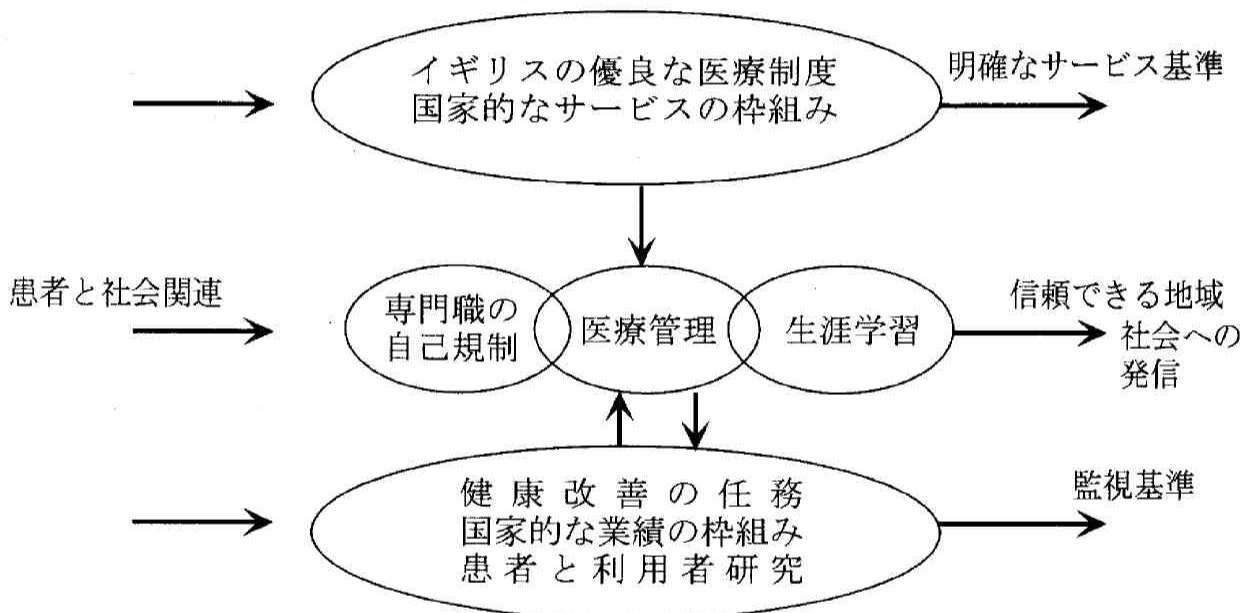 イギリスの優良な医療制度
国家的なサービスの枠組み
明確なサービス基準
患者と社会関連
専門職の
自己規制
医療管理
生涯学習
信頼できる地域
社会への
発信
健康改善の任務
国家的な業績の枠組み
患者と利用者研究
監視基準